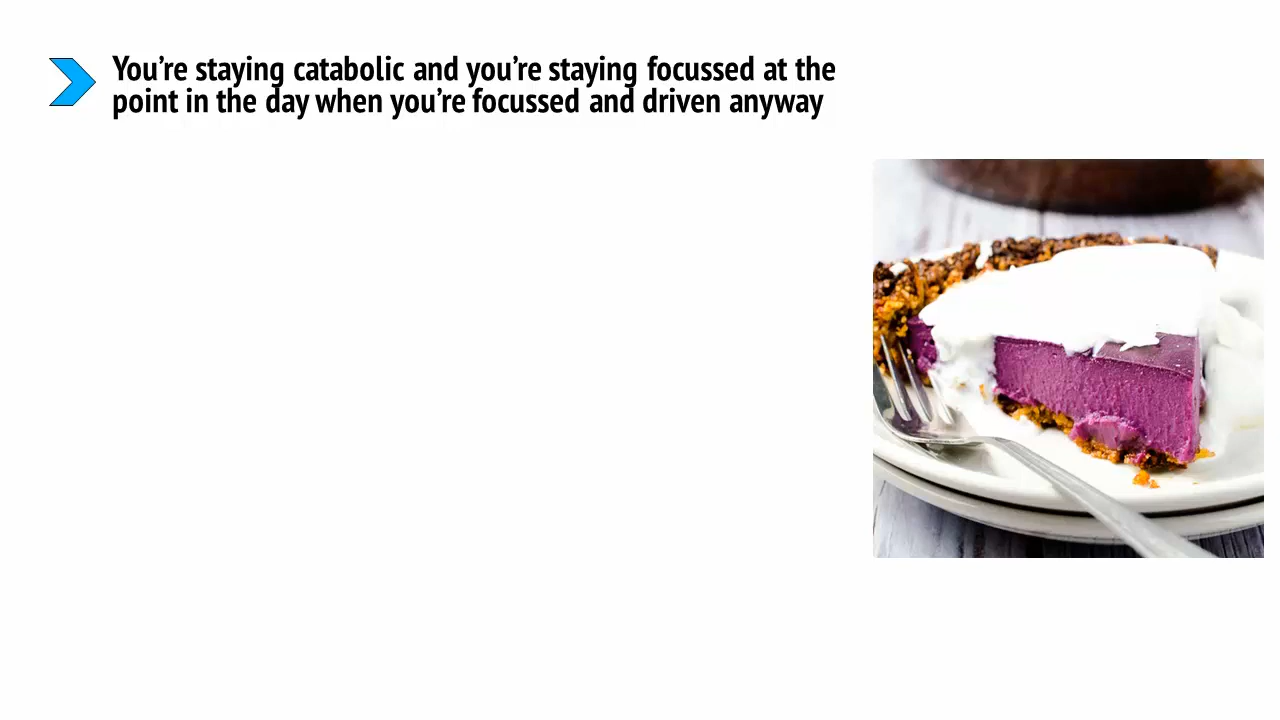 You’re staying catabolic and you’re staying focussed at the
point in the day when you’re focussed and driven anyway